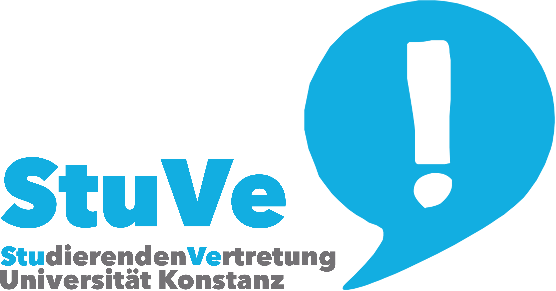 !
StuVe
StudierendenVertretung
Universität Konstanz